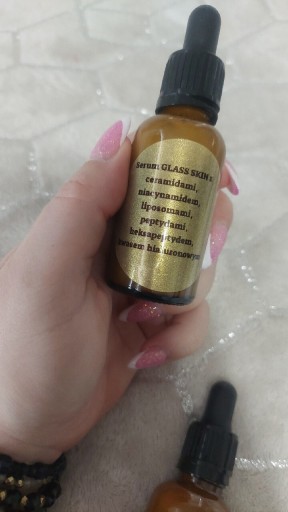 Serum GLASS SKIN z
ceramidami,
niacynamidem,
liposomami,
peptydami,
heksapeptydem,
kwasem hialuronowym